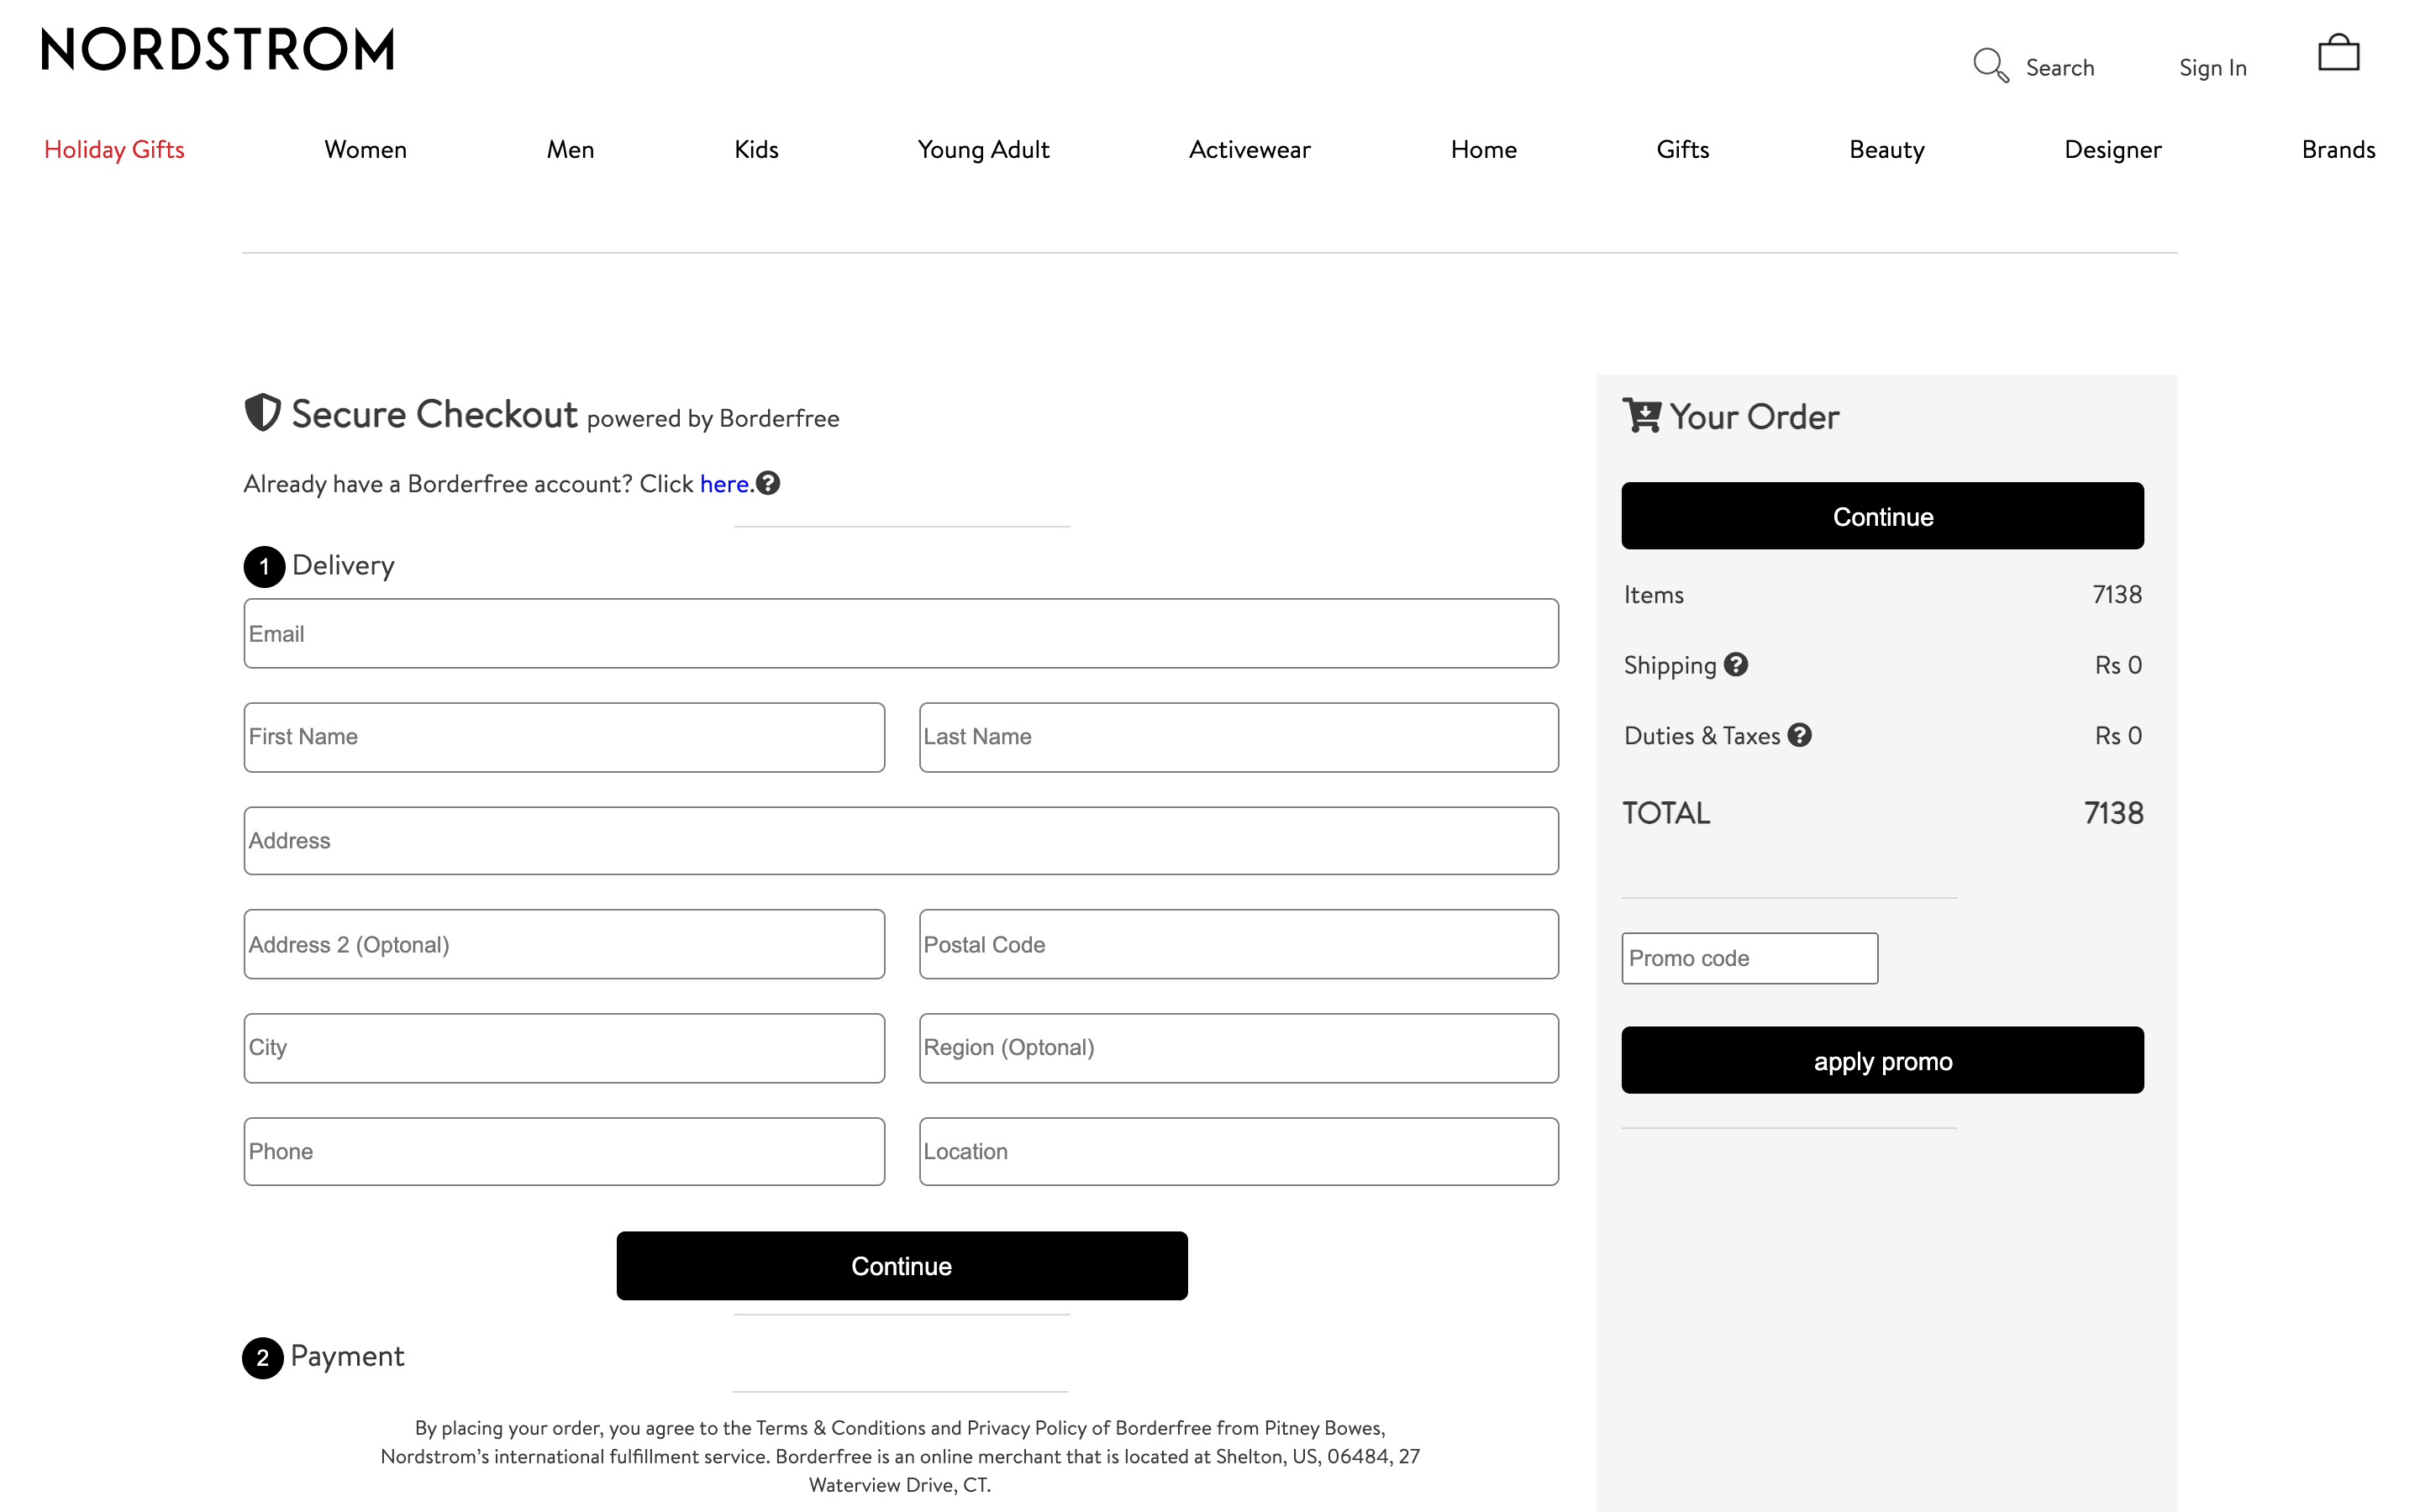 NORDSTROM
Search
Sign In
Holiday Gifts Women Men Kids Young Adult Activewear Home Gifts Beauty Designer Brands
Secure Checkout powered by Borderfree
Already have a Borderfree account? Click here.
1 Delivery
Email
First Name Last Name
Address
Address 2 (Optonal) Postal Code
City Region (Optonal)
Phone Location
Continue
2 Payment
By placing your order, you agree to the Terms & Conditions and Privacy Policy of Borderfree from Pitney Bowes,
Nordstrom’s international fulfillment service. Borderfree is an online merchant that is located at Shelton, US, 06484, 27
Waterview Drive, CT.
Your Order
Continue
Items 7138
Shipping ? Rs 0
Duties & Taxes ? Rs 0
TOTAL 7138
Promo code
apply promo